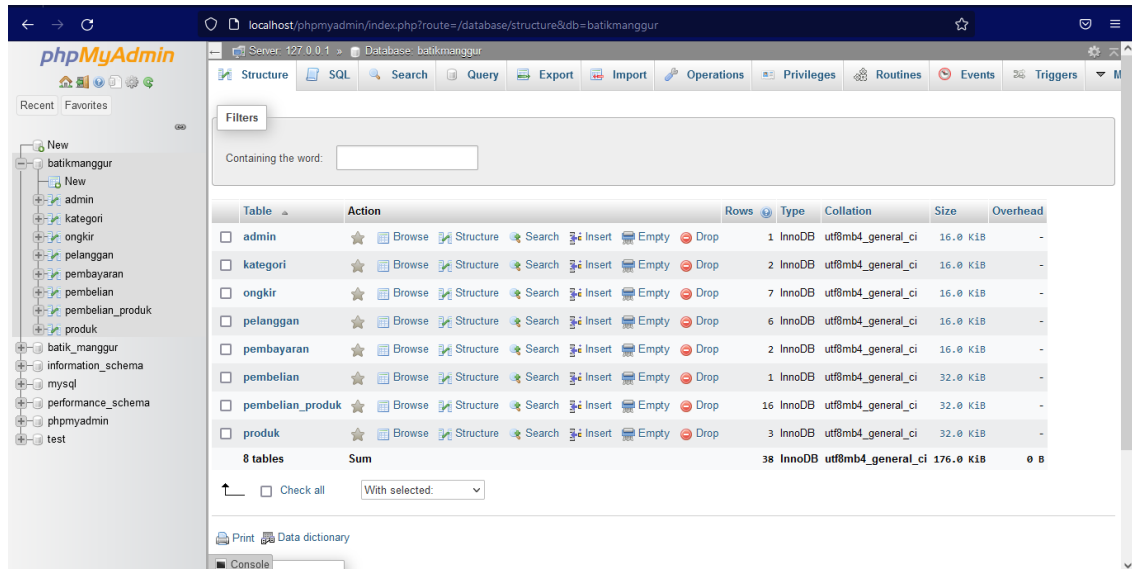 localhost/phpmyadmin/index.php?route=/database/structure&db=batikmanggur
phpMyAdmin
Recent Favorites
New
batikmanggur
New
admin
kategori
ongkir
pelanggan
pembayaran
pembelian
pembelian_produk
produk
batik_manggur
information_schema
mysql
performance_schema
phpmyadmin
test
Server: 127.0.0.1 » Database: batikmanggur
Structure SQL Search Query Export Import Operations Privileges Routines Events Triggers M
Filters
Containing the word:
Table Action Rows Type Collation Size Overhead
admin Browse Structure Search Insert Empty Drop 1 InnoDB utf8mb4_general_ci 16.0 KiB -
kategori Browse Structure Search Insert Empty Drop 2 InnoDB utf8mb4_general_ci 16.0 KiB -
ongkir Browse Structure Search Insert Empty Drop 7 InnoDB utf8mb4_general_ci 16.0 KiB -
pelanggan Browse Structure Search Insert Empty Drop 6 InnoDB utf8mb4_general_ci 16.0 KiB -
pembayaran Browse Structure Search Insert Empty Drop 2 InnoDB utf8mb4_general_ci 16.0 KiB -
pembelian Browse Structure Search Insert Empty Drop 1 InnoDB utf8mb4_general_ci 32.0 KiB -
pembelian_produk Browse Structure Search Insert Empty Drop 16 InnoDB utf8mb4_general_ci 32.0 KiB -
produk Browse Structure Search Insert Empty Drop 3 InnoDB utf8mb4_general_ci 32.0 KiB -
8 tables Sum 38 InnoDB utf8mb4_general_ci 176.0 KiB 0 B
Check all With selected:
Print Data dictionary
Console